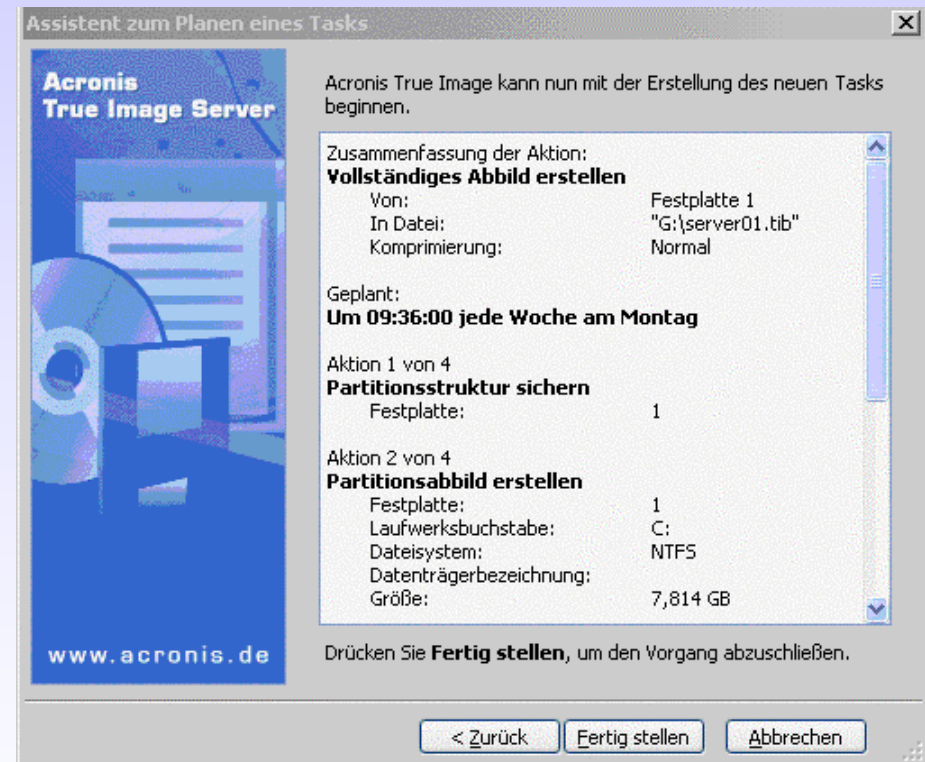 Assistent zum Planen eines Tasks
Acronis
True Image Server
www.acronis.de
Acronis True Image kann nun mit der Erstellung des neuen Tasks
beginnen.
Zusammenfassung der Aktion:
Vollständiges Abbild erstellen
Von: Festplatte 1
In Datei: "G:\server01.tib"
Komprimierung: Normal
Geplant:
Um 09:36:00 jede Woche am Montag
Aktion 1 von 4
Partitionsstruktur sichern
Festplatte: 1
Aktion 2 von 4
Partitionsabbild erstellen
Festplatte: 1
Laufwerksbuchstabe: C:
Dateisystem: NTFS
Datenträgerbezeichnung:
Größe: 7,814 GB
Drücken Sie Fertig stellen, um den Vorgang abzuschließen.
< Zurück Fertig stellen Abbrechen